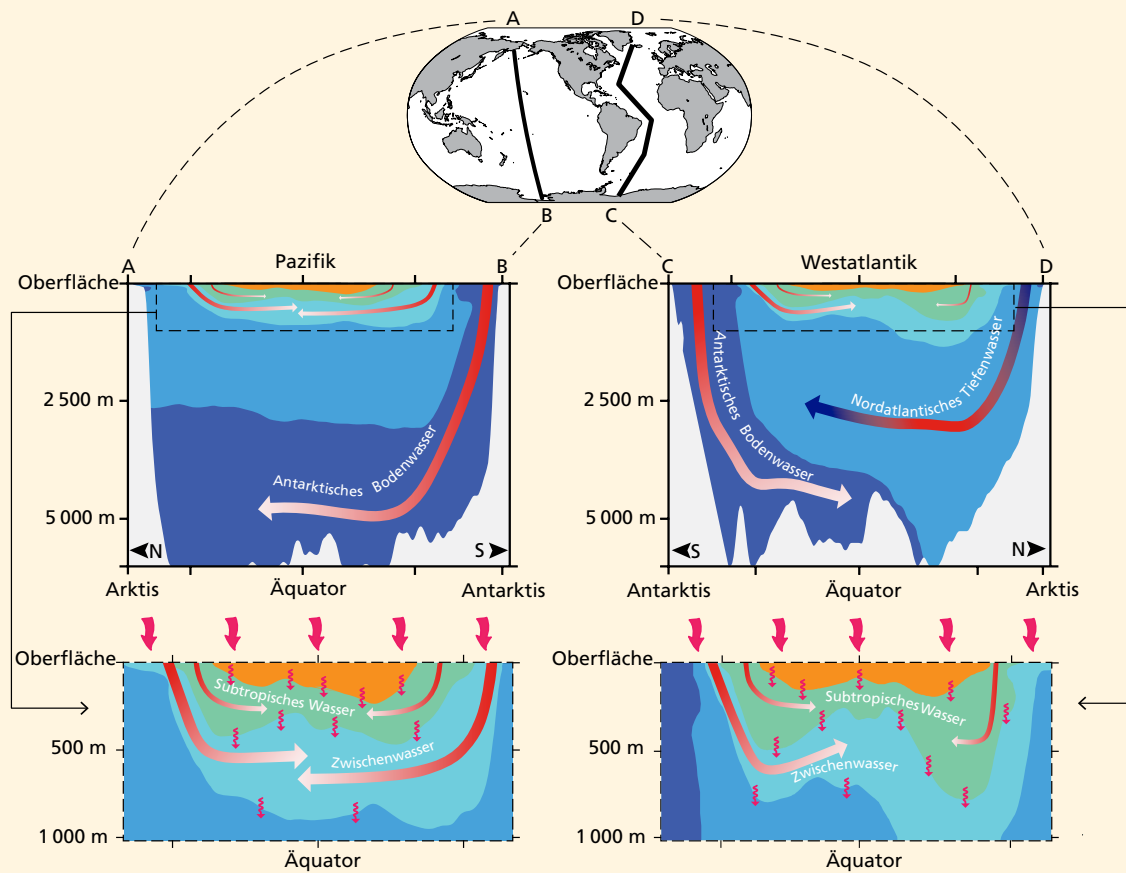 A
D
B
C
A
Pazifik
B
C
Westatlantik
D
Oberfläche
Oberfläche
2 500 m
2 500 m
5 000 m
5 000 m
Antarktisches Bodenwasser
Antarktisches Bodenwasser
Nordatlantisches Tiefenwasser
N
S
S
N
Arktis
Äquator
Antarktis
Antarktis
Äquator
Arktis
Oberfläche
Oberfläche
Subtropisches Wasser
Subtropisches Wasser
500 m
500 m
Zwischenwasser
Zwischenwasser
1 000 m
1 000 m
Äquator
Äquator